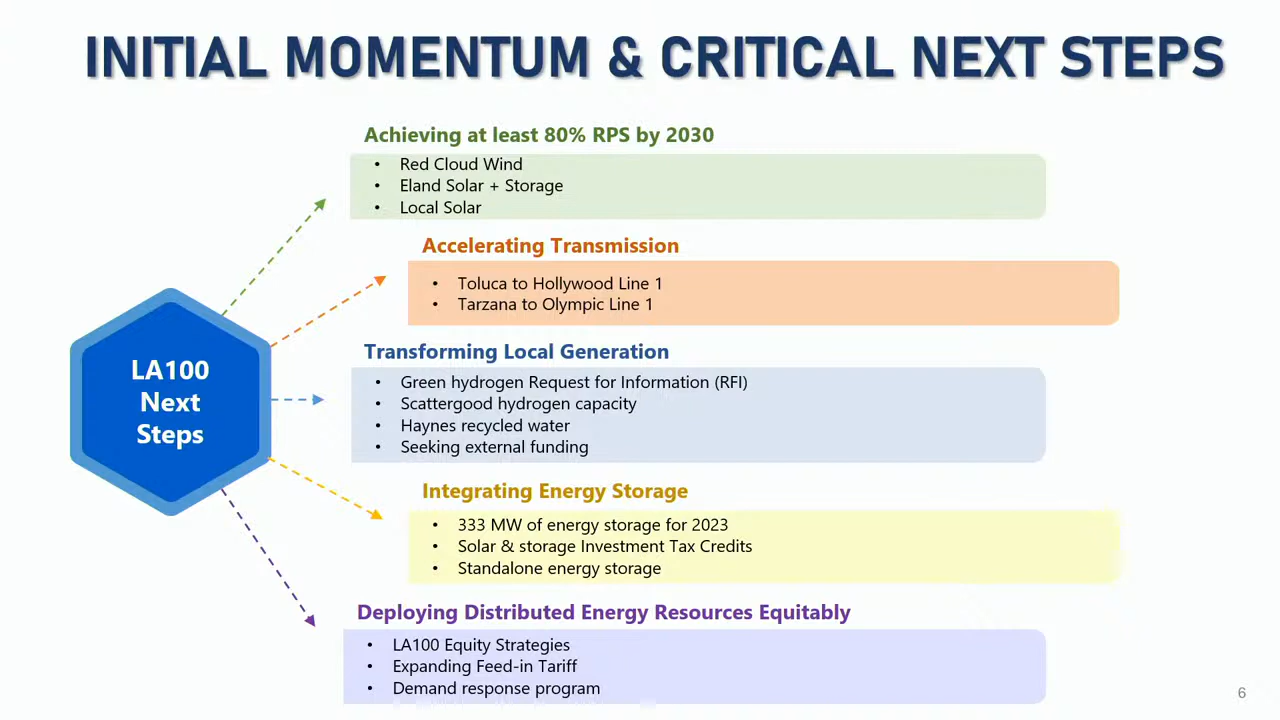 INITIAL MOMENTUM & CRITICAL NEXT STEPS
Achieving at least 80% RPS by 2030
• Red Cloud Wind
• Eland Solar + Storage
• Local Solar
Accelerating Transmission
• Toluca to Hollywood Line 1
• Tarzana to Olympic Line 1
LA100
Next
Steps
Transforming Local Generation
• Green hydrogen Request for Information (RFI)
• Scattergood hydrogen capacity
• Haynes recycled water
• Seeking external funding
Integrating Energy Storage
• 333 MW of energy storage for 2023
• Solar & storage Investment Tax Credits
• Standalone energy storage
Deploying Distributed Energy Resources Equitably
• LA100 Equity Strategies
• Expanding Feed-in Tariff
• Demand response program
6